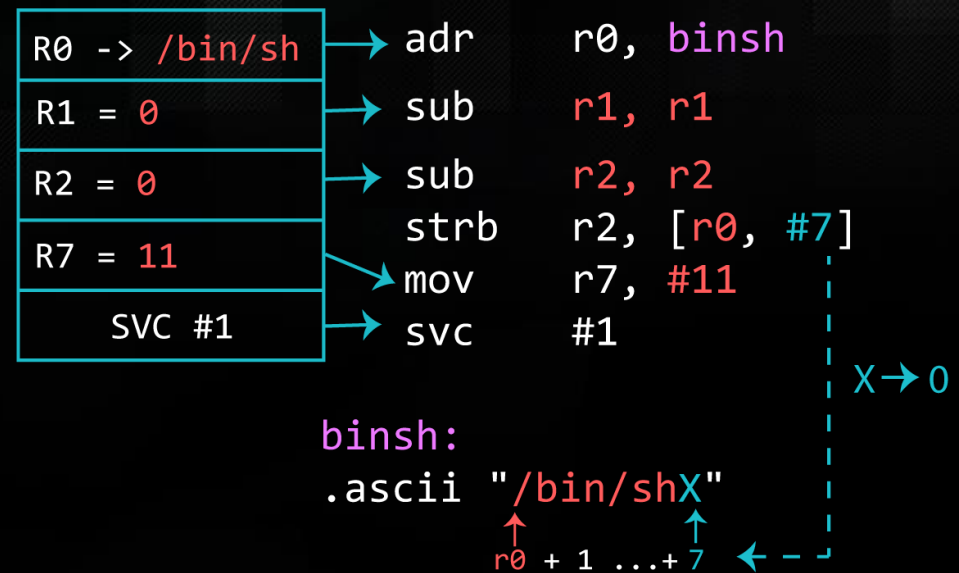 R0 -> /bin/sh
R1 = 0
R2 = 0
R7 = 11
SVC #1
adr r0, binsh
sub r1, r1
sub r2, r2
strb r2, [r0, #7]
mov r7, #11
svc #1
X→0
binsh:
.ascii "/bin/shX"
r0 + 1 ...+ 7